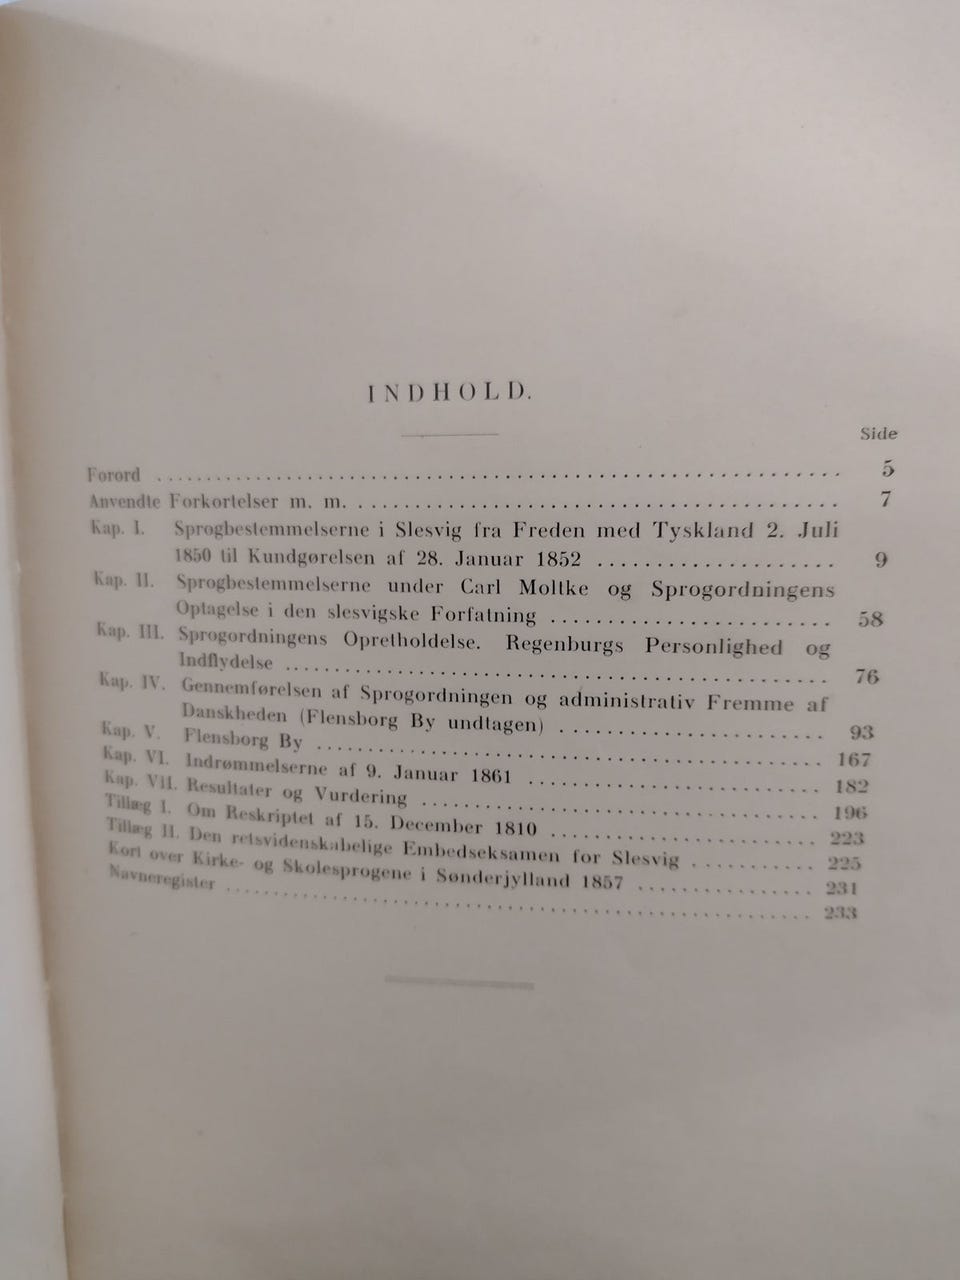 INDHOLD.
Side
Forord 5
Anvendte Forkortelser m. m. 7
Kap. I. Sprogbestemmelserne i Slesvig fra Freden med Tyskland 2. Juli
1850 til Kundgørelsen af 28. Januar 1852 9
Kap. II. Sprogbestemmelserne under Carl Moltke og Sprogordningens
Optagelse i den slesvigske Forfatning 58
Kap. III. Sprogordningens Opretholdelse. Regenburgs Personlighed og
Indflydelse 76
Kap. IV. Gennemførelsen af Sprogordningen og administrativ Fremme af
Danskheden (Flensborg By undtagen) 93
Kap. V. Flensborg By 167
Kap. VI. Indrømmelserne af 9. Januar 1861 182
Kap. VII. Resultater og Vurdering 196
Tillæg I. Om Reskriptet af 15. December 1810 223
Tillæg II. Den retsvidenskabelige Embedseksamen for Slesvig 225
Kort over Kirke- og Skolesprogene i Sønderjylland 1857 231
Navneregister 233